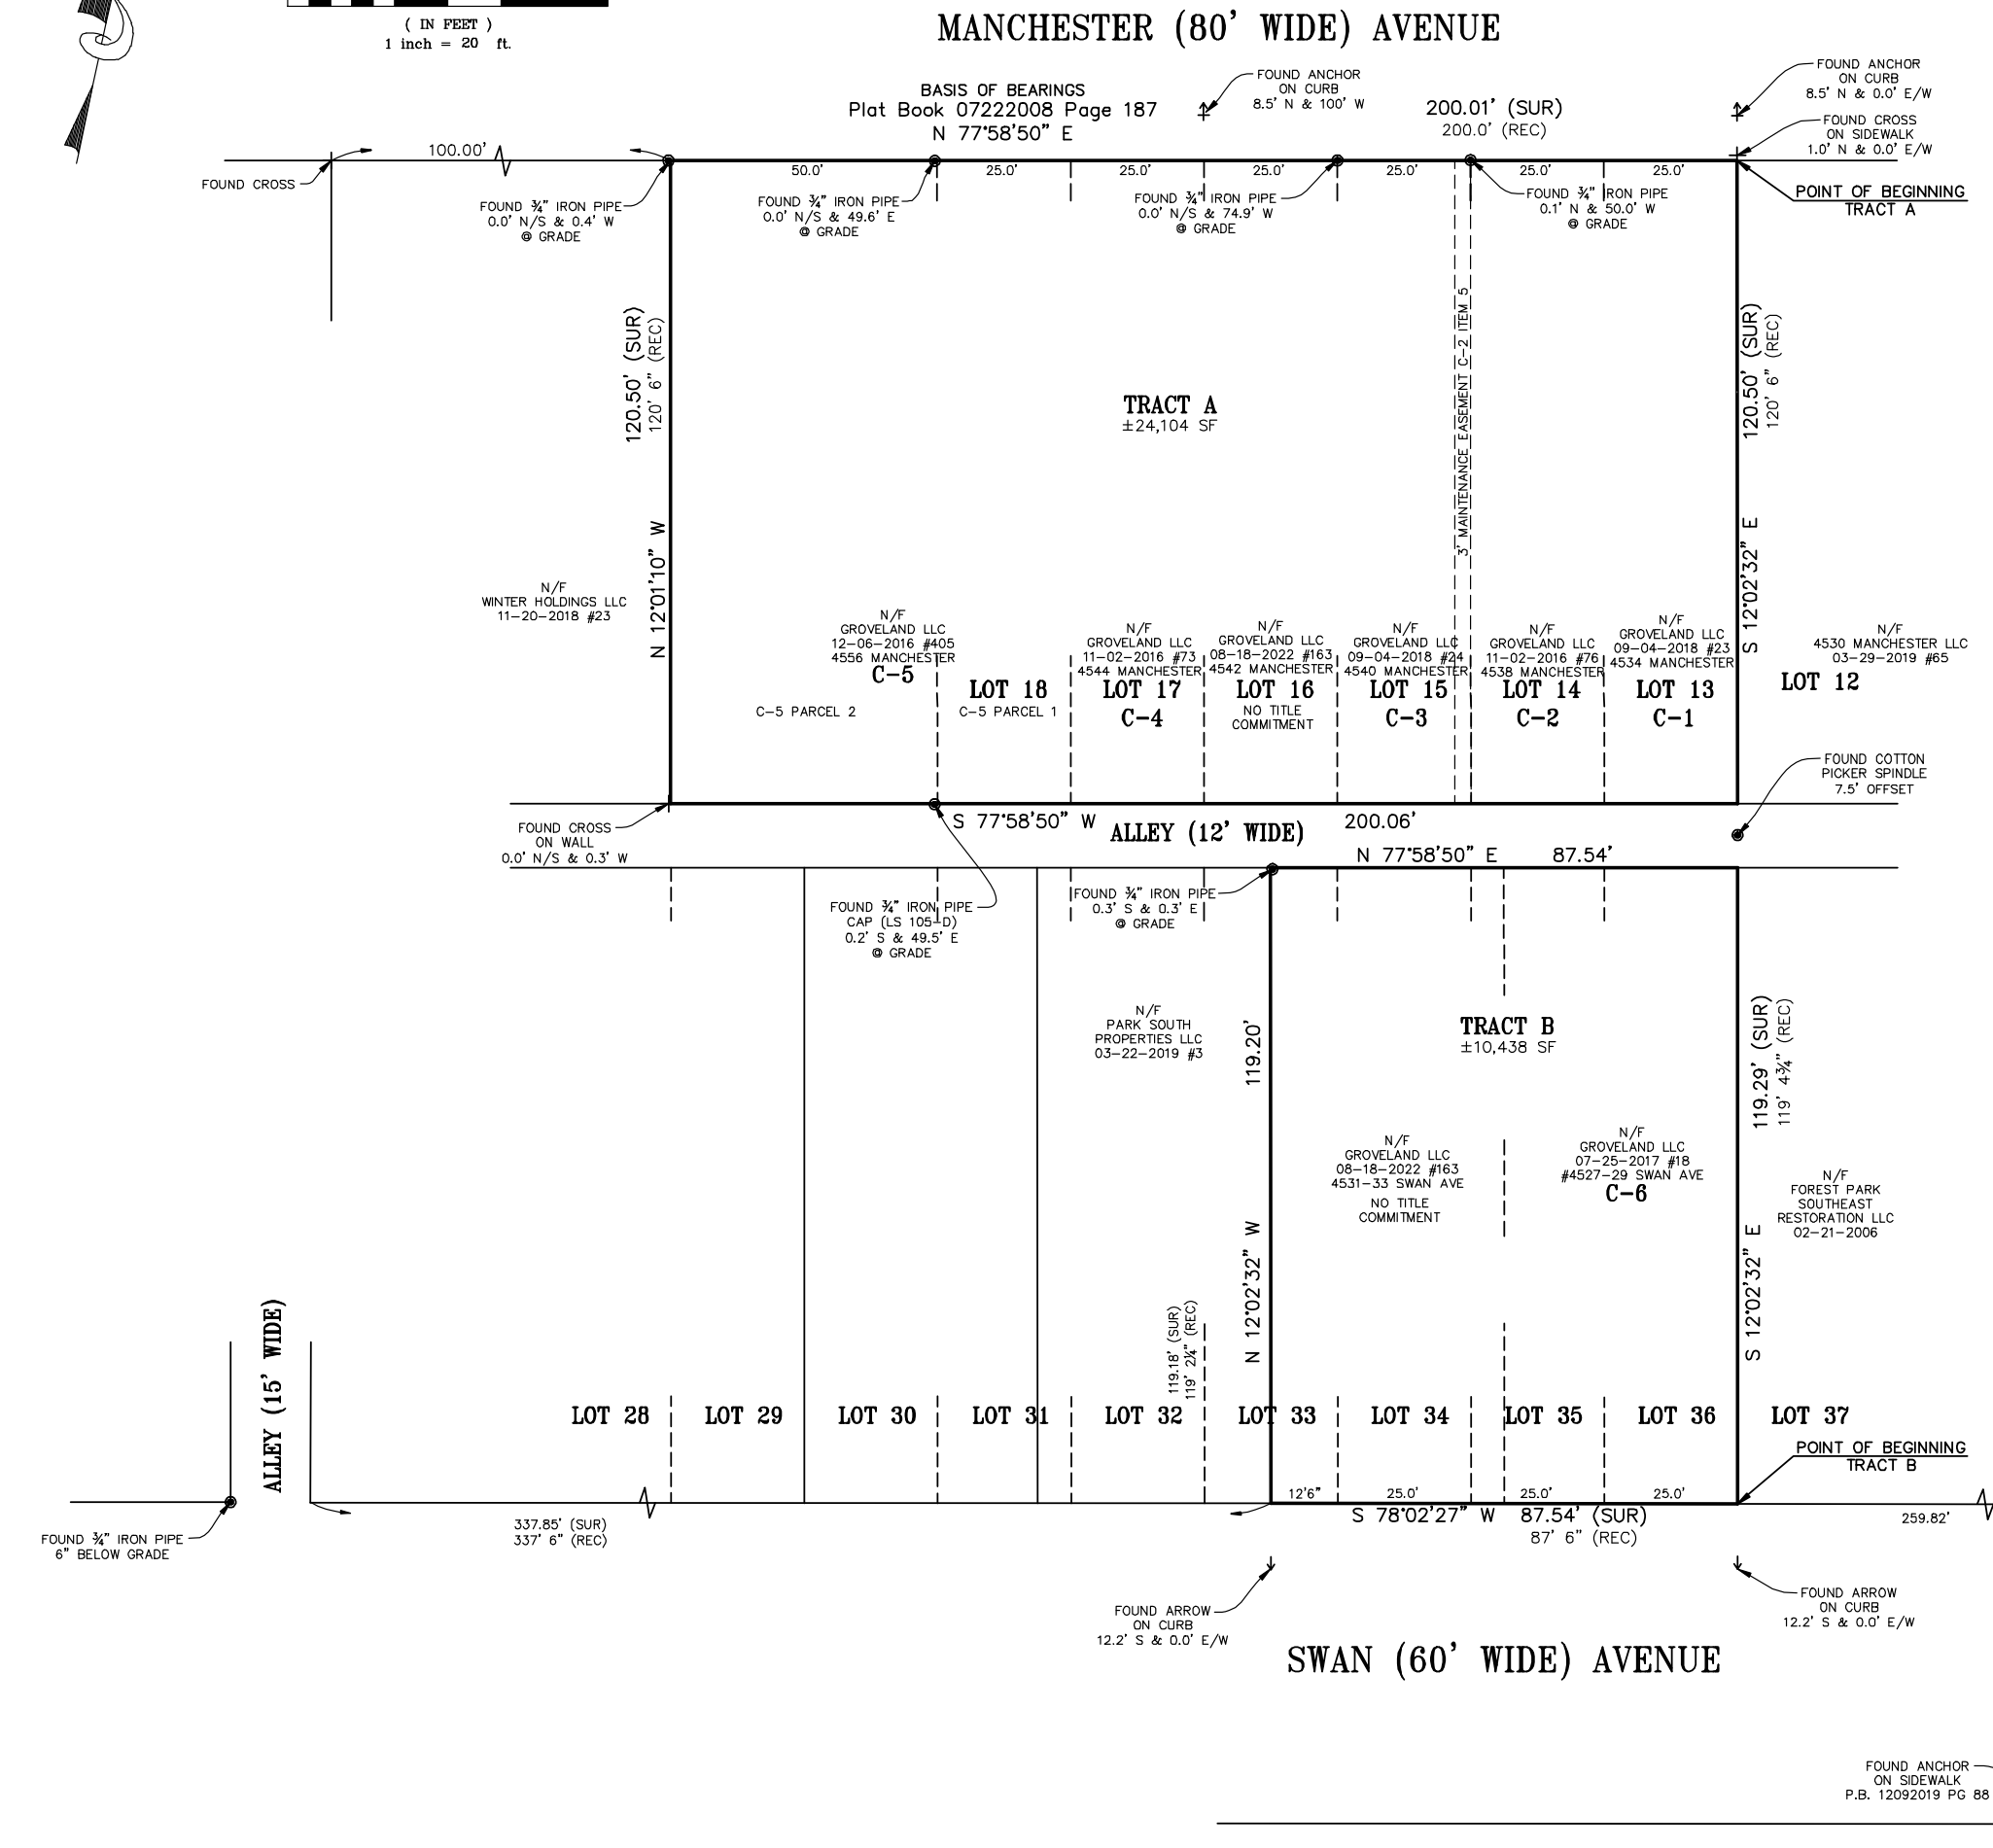 ( IN FEET )
1 inch = 20 ft.
MANCHESTER (80' WIDE) AVENUE
BASIS OF BEARINGS
Plat Book 07222008 Page 187
N 77°58'50" E
FOUND ANCHOR
ON CURB
8.5' N & 100' W
200.01' (SUR)
200.0' (REC)
FOUND ANCHOR
ON CURB
8.5' N & 0.0' E/W
FOUND CROSS
ON SIDEWALK
1.0' N & 0.0' E/W
POINT OF BEGINNING
TRACT A
100.00'
FOUND CROSS
50.0'
25.0'
25.0'
25.0'
25.0'
25.0'
25.0'
FOUND ¾" IRON PIPE
0.0' N/S & 0.4' W
@ GRADE
FOUND ¾" IRON PIPE
0.0' N/S & 49.6' E
@ GRADE
FOUND ¾" IRON PIPE
0.0' N/S & 74.9' W
@ GRADE
FOUND ¾" IRON PIPE
0.1' N & 50.0' W
@ GRADE
120.50' (SUR)
120' 6" (REC)
N 12°01'10" W
TRACT A
±24,104 SF
3' MAINTENANCE EASEMENT C-2 ITEM 5
120.50' (SUR)
120' 6" (REC)
S 12°02'32" E
N/F
WINTER HOLDINGS LLC
11-20-2018 #23
N/F
GROVELAND LLC
12-06-2016 #405
4556 MANCHESTER
C-5
C-5 PARCEL 2
LOT 18
C-5 PARCEL 1
N/F
GROVELAND LLC
11-02-2016 #73
4544 MANCHESTER
LOT 17
C-4
N/F
GROVELAND LLC
08-18-2022 #163
4542 MANCHESTER
LOT 16
NO TITLE
COMMITMENT
N/F
GROVELAND LLC
09-04-2018 #24
4540 MANCHESTER
LOT 15
C-3
N/F
GROVELAND LLC
11-02-2016 #76
4538 MANCHESTER
LOT 14
C-2
N/F
GROVELAND LLC
09-04-2018 #23
4534 MANCHESTER
LOT 13
C-1
N/F
4530 MANCHESTER LLC
03-29-2019 #65
LOT 12
FOUND COTTON
PICKER SPINDLE
7.5' OFFSET
FOUND CROSS
ON WALL
0.0' N/S & 0.3' W
S 77°58'50" W
200.06'
ALLEY (12' WIDE)
N 77°58'50" E
87.54'
FOUND ¾" IRON PIPE
CAP (LS 105-D)
0.2' S & 49.5' E
@ GRADE
FOUND ¾" IRON PIPE
0.3' S & 0.3' E
@ GRADE
N/F
PARK SOUTH
PROPERTIES LLC
03-22-2019 #3
119.20'
N 12°02'32" W
TRACT B
±10,438 SF
119.29' (SUR)
119' 4¾" (REC)
S 12°02'32" E
N/F
GROVELAND LLC
08-18-2022 #163
4531-33 SWAN AVE
NO TITLE
COMMITMENT
N/F
GROVELAND LLC
07-25-2017 #18
#4527-29 SWAN AVE
C-6
N/F
FOREST PARK
SOUTHEAST
RESTORATION LLC
02-21-2006
ALLEY (15' WIDE)
119.18' (SUR)
119' 2¼" (REC)
LOT 28
LOT 29
LOT 30
LOT 31
LOT 32
LOT 33
LOT 34
LOT 35
LOT 36
LOT 37
POINT OF BEGINNING
TRACT B
12'6"
25.0'
25.0'
25.0'
S 78°02'27" W
87.54' (SUR)
87' 6" (REC)
337.85' (SUR)
337' 6" (REC)
259.82'
FOUND ¾" IRON PIPE
6" BELOW GRADE
FOUND ARROW
ON CURB
12.2' S & 0.0' E/W
FOUND ARROW
ON CURB
12.2' S & 0.0' E/W
SWAN (60' WIDE) AVENUE
FOUND ANCHOR
ON SIDEWALK
P.B. 12092019 PG 88